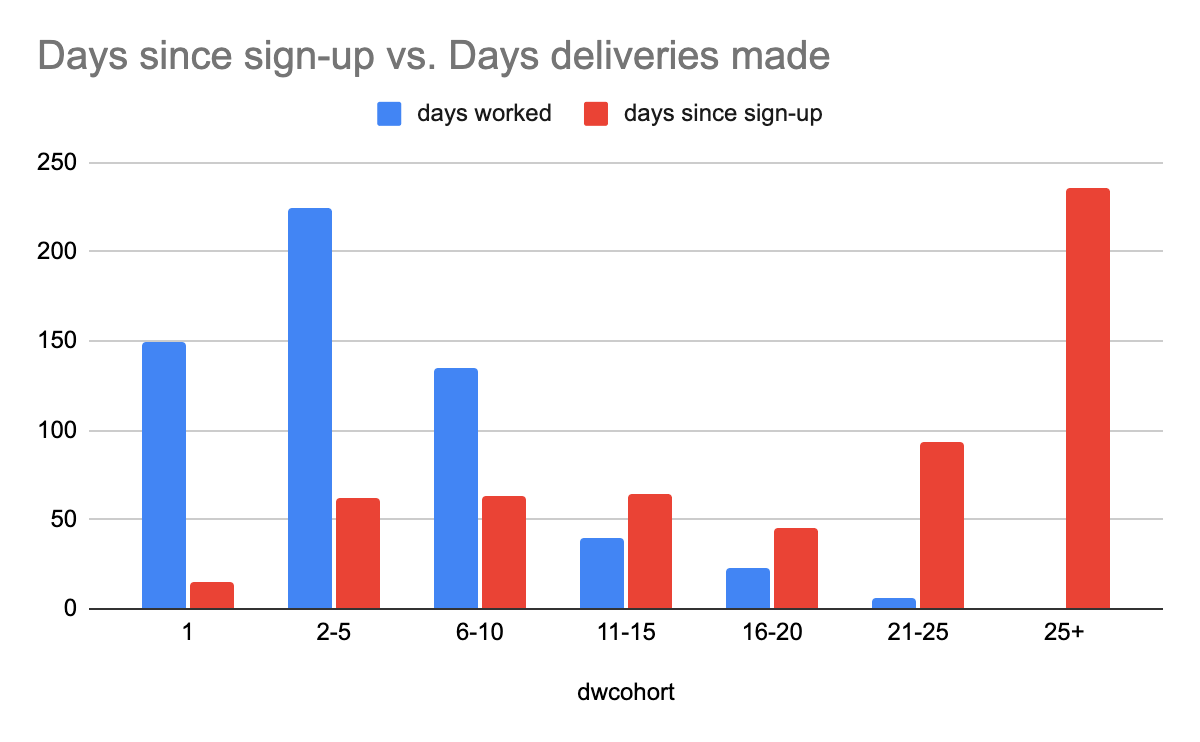 Days since sign-up vs. Days deliveries made
days worked days since sign-up
250
200
150
100
50
0
1 2-5 6-10 11-15 16-20 21-25 25+
dwcohort